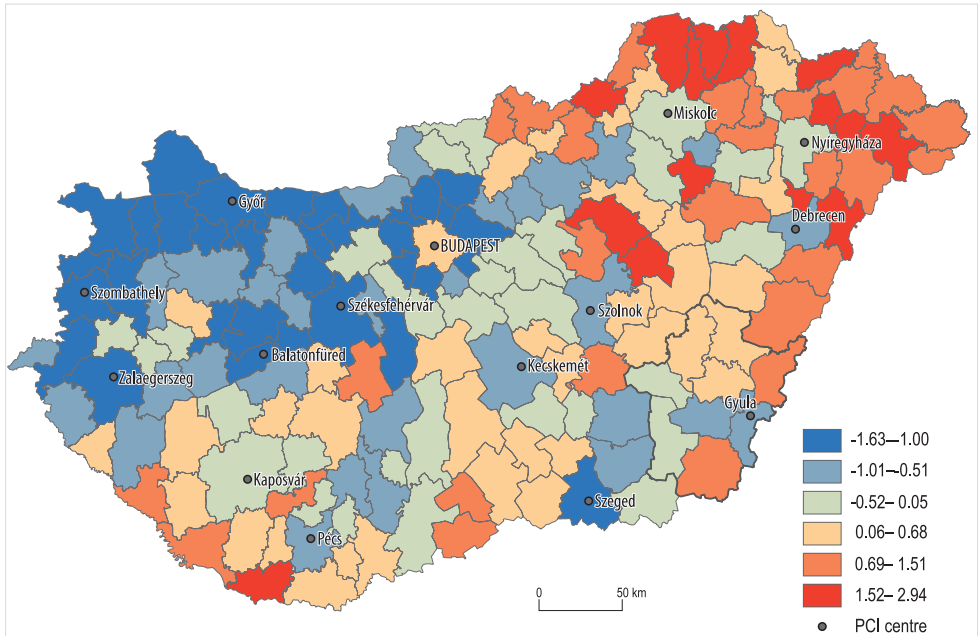 Miskolc
Nyíregyháza
Győr
Debrecen
BUDAPEST
Szombathely
Székesfehérvár
Szolnok
Balatonfüred
Kecskemét
Zalaegerszeg
Gyula
Kaposvár
Szeged
Pécs
-1.63–-1.00
-1.01–-0.51
-0.52– 0.05
0.06– 0.68
0.69– 1.51
1.52– 2.94
PCI centre
0 50 km